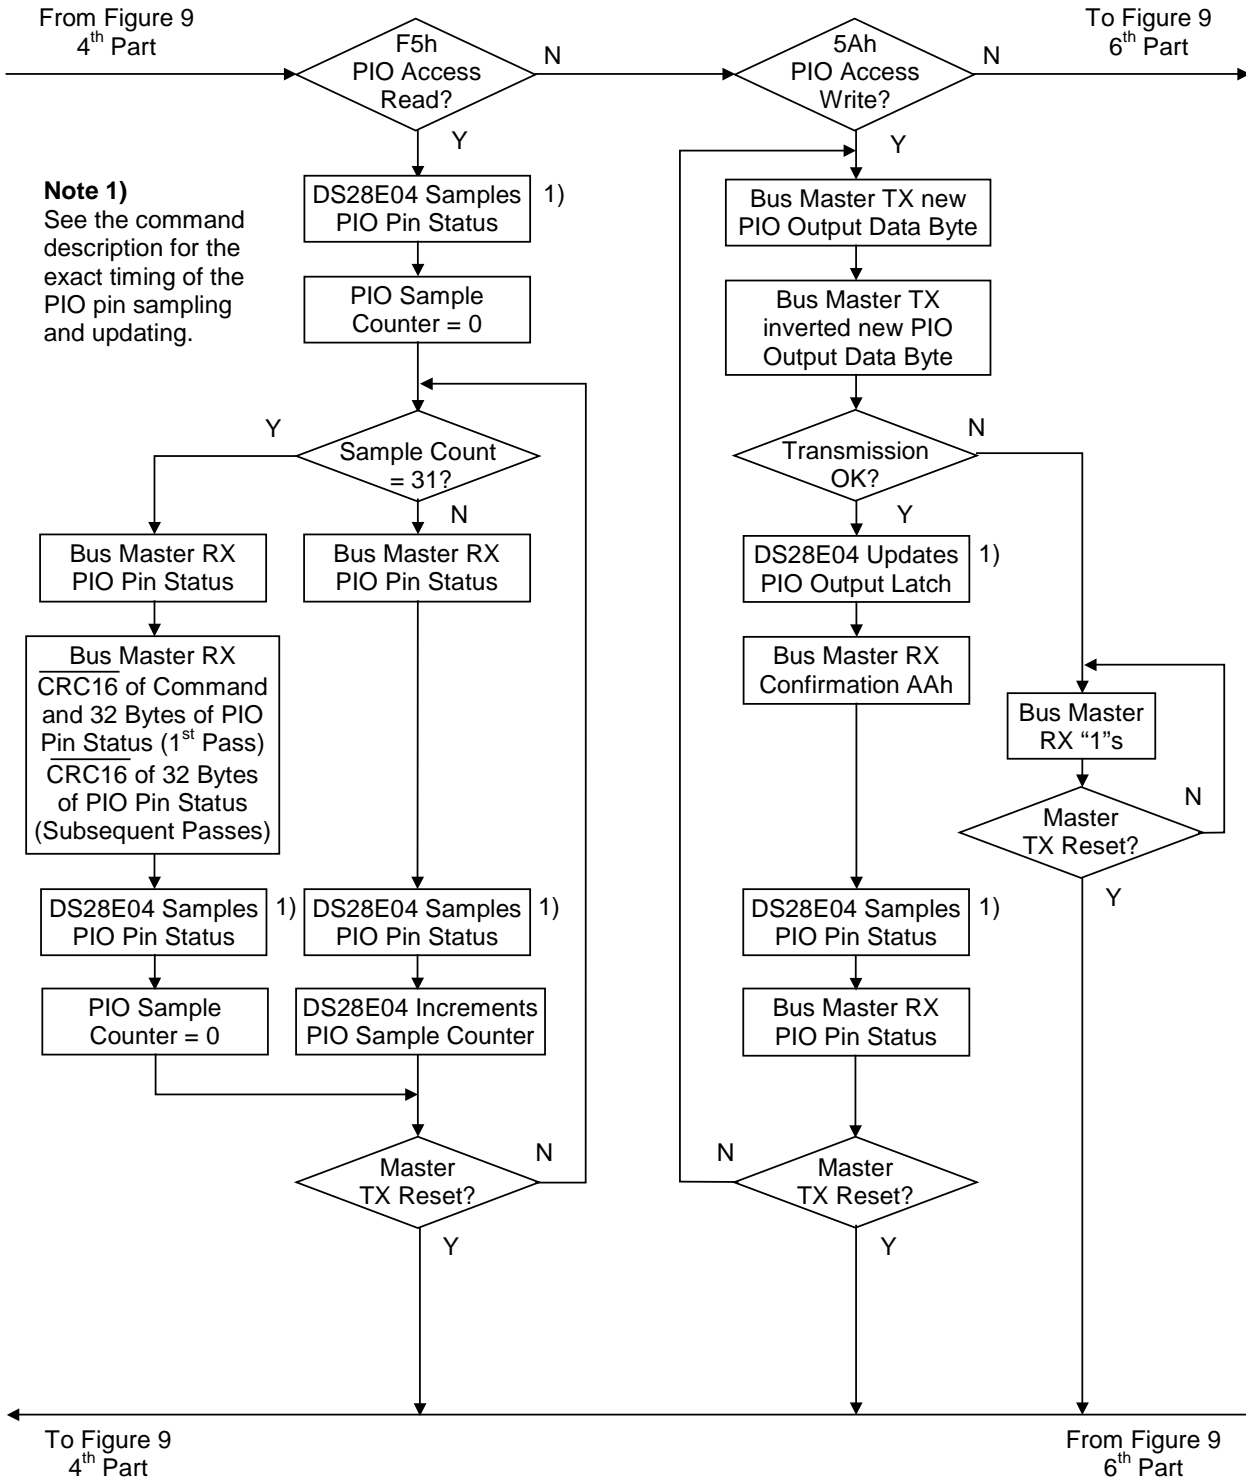 From Figure 9
4th Part
F5h
PIO Access
Read?
N
Y
5Ah
PIO Access
Write?
N
Y
To Figure 9
6th Part
Note 1)
See the command
description for the
exact timing of the
PIO pin sampling
and updating.
DS28E04 Samples
PIO Pin Status
1)
PIO Sample
Counter = 0
Y
Sample Count
= 31?
N
Bus Master RX
PIO Pin Status
Bus Master RX
PIO Pin Status
Bus Master RX
CRC16 of Command
and 32 Bytes of PIO
Pin Status (1st Pass)
CRC16 of 32 Bytes
of PIO Pin Status
(Subsequent Passes)
DS28E04 Samples
PIO Pin Status
1)
DS28E04 Samples
PIO Pin Status
1)
PIO Sample
Counter = 0
DS28E04 Increments
PIO Sample Counter
Master
TX Reset?
N
Y
Bus Master TX new
PIO Output Data Byte
Bus Master TX
inverted new PIO
Output Data Byte
Transmission
OK?
N
Y
DS28E04 Updates
PIO Output Latch
1)
Bus Master RX
Confirmation AAh
Bus Master
RX “1”s
Master
TX Reset?
N
Y
DS28E04 Samples
PIO Pin Status
1)
Bus Master RX
PIO Pin Status
N
Master
TX Reset?
Y
To Figure 9
4th Part
From Figure 9
6th Part